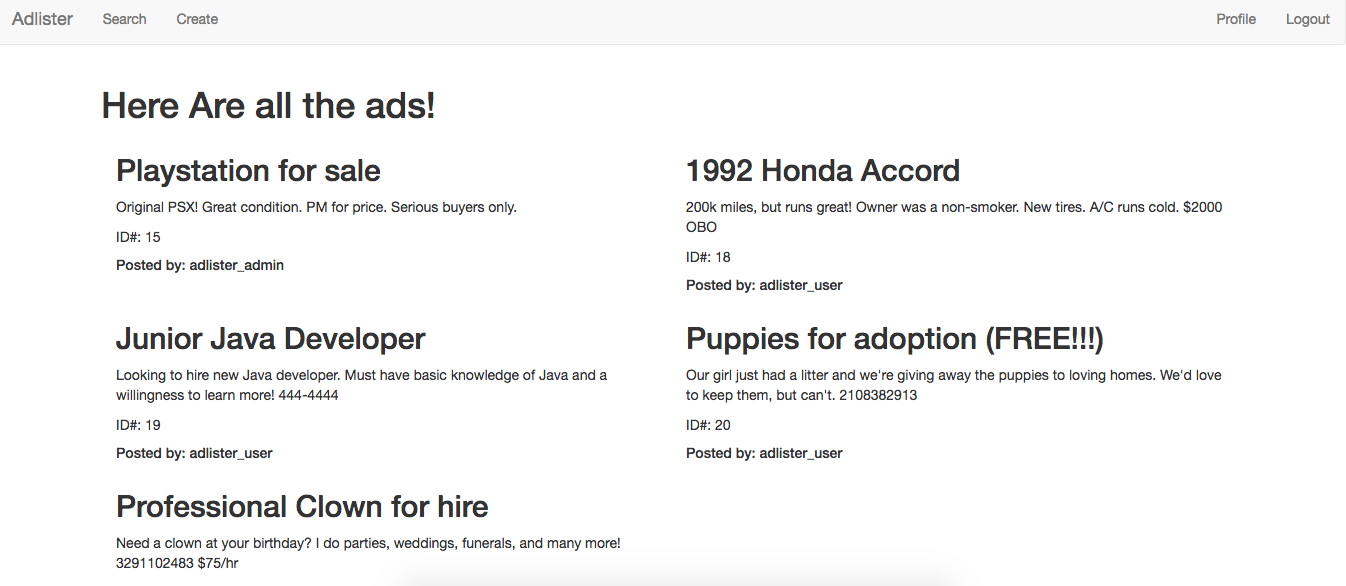 Adlister Search Create Profile Logout
Here Are all the ads!
Playstation for sale
Original PSX! Great condition. PM for price. Serious buyers only.
ID#: 15
Posted by: adlister_admin
1992 Honda Accord
200k miles, but runs great! Owner was a non-smoker. New tires. A/C runs cold. $2000
OBO
ID#: 18
Posted by: adlister_user
Junior Java Developer
Looking to hire new Java developer. Must have basic knowledge of Java and a
willingness to learn more! 444-4444
ID#: 19
Posted by: adlister_user
Puppies for adoption (FREE!!!)
Our girl just had a litter and we're giving away the puppies to loving homes. We'd love
to keep them, but can't. 2108382913
ID#: 20
Posted by: adlister_user
Professional Clown for hire
Need a clown at your birthday? I do parties, weddings, funerals, and many more!
3291102483 $75/hr